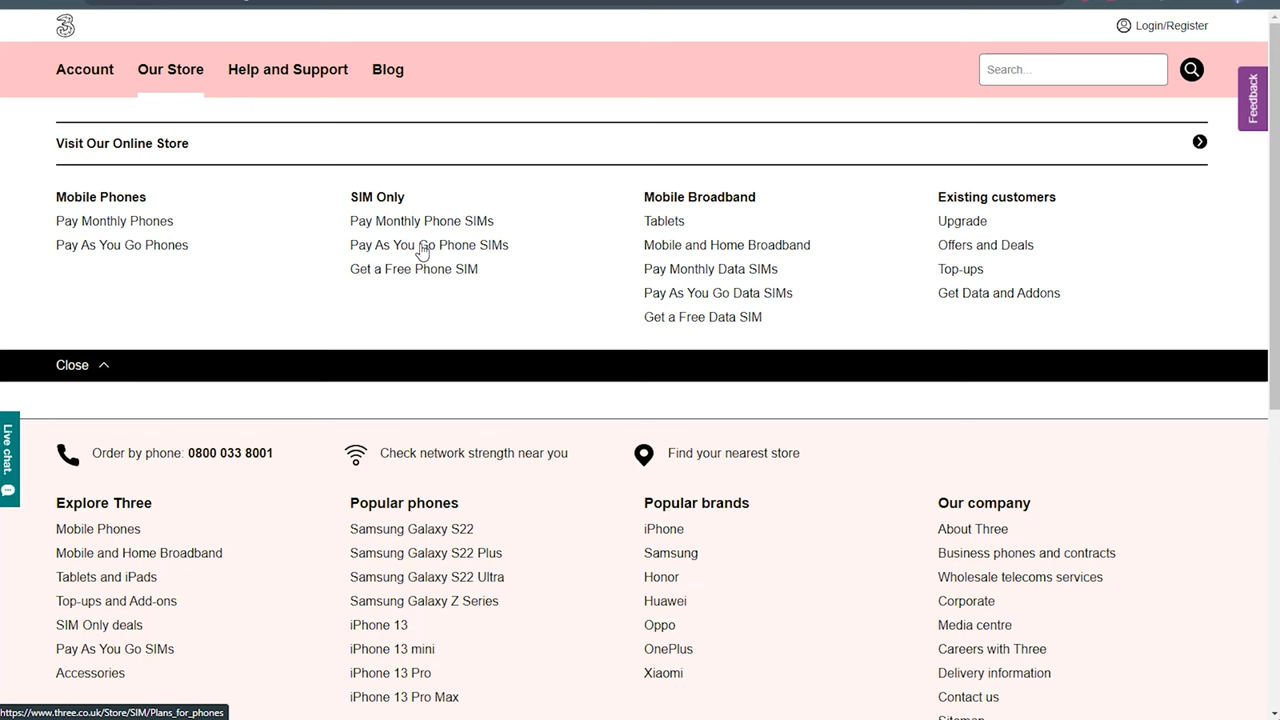 Login/Register
Account
Our Store
Help and Support
Blog
Search...
Feedback
Visit Our Online Store
Mobile Phones
Pay Monthly Phones
Pay As You Go Phones
SIM Only
Pay Monthly Phone SIMs
Pay As You Go Phone SIMs
Get a Free Phone SIM
Mobile Broadband
Tablets
Mobile and Home Broadband
Pay Monthly Data SIMs
Pay As You Go Data SIMs
Get a Free Data SIM
Existing customers
Upgrade
Offers and Deals
Top-ups
Get Data and Addons
Close
Live chat.
Order by phone: 0800 033 8001
Check network strength near you
Find your nearest store
Explore Three
Mobile Phones
Mobile and Home Broadband
Tablets and iPads
Top-ups and Add-ons
SIM Only deals
Pay As You Go SIMs
Accessories
Popular phones
Samsung Galaxy S22
Samsung Galaxy S22 Plus
Samsung Galaxy S22 Ultra
Samsung Galaxy Z Series
iPhone 13
iPhone 13 mini
iPhone 13 Pro
iPhone 13 Pro Max
Popular brands
iPhone
Samsung
Honor
Huawei
Oppo
OnePlus
Xiaomi
Our company
About Three
Business phones and contracts
Wholesale telecoms services
Corporate
Media centre
Careers with Three
Delivery information
Contact us
https://www.three.co.uk/Store/SIM/Plans_for_phones